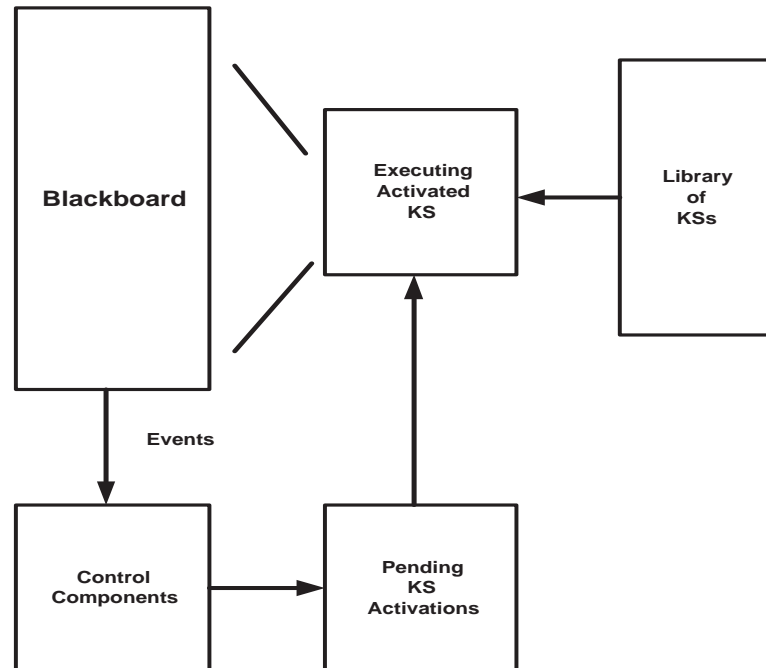 Blackboard
Executing
Activated
KS
Library
of
KSs
Events
Control
Components
Pending
KS
Activations